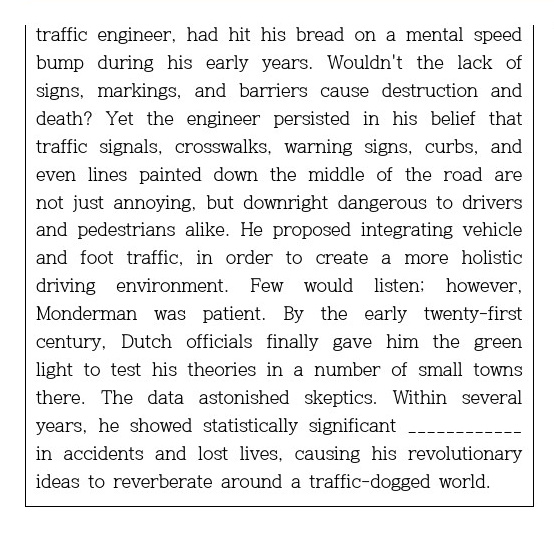 traffic engineer, had hit his bread on a mental speed
bump during his early years. Wouldn't the lack of
signs, markings, and barriers cause destruction and
death? Yet the engineer persisted in his belief that
traffic signals, crosswalks, warning signs, curbs, and
even lines painted down the middle of the road are
not just annoying, but downright dangerous to drivers
and pedestrians alike. He proposed integrating vehicle
and foot traffic, in order to create a more holistic
driving environment. Few would listen; however,
Monderman was patient. By the early twenty-first
century, Dutch officials finally gave him the green
light to test his theories in a number of small towns
there. The data astonished skeptics. Within several
years, he showed statistically significant ____________
in accidents and lost lives, causing his revolutionary
ideas to reverberate around a traffic-dogged world.